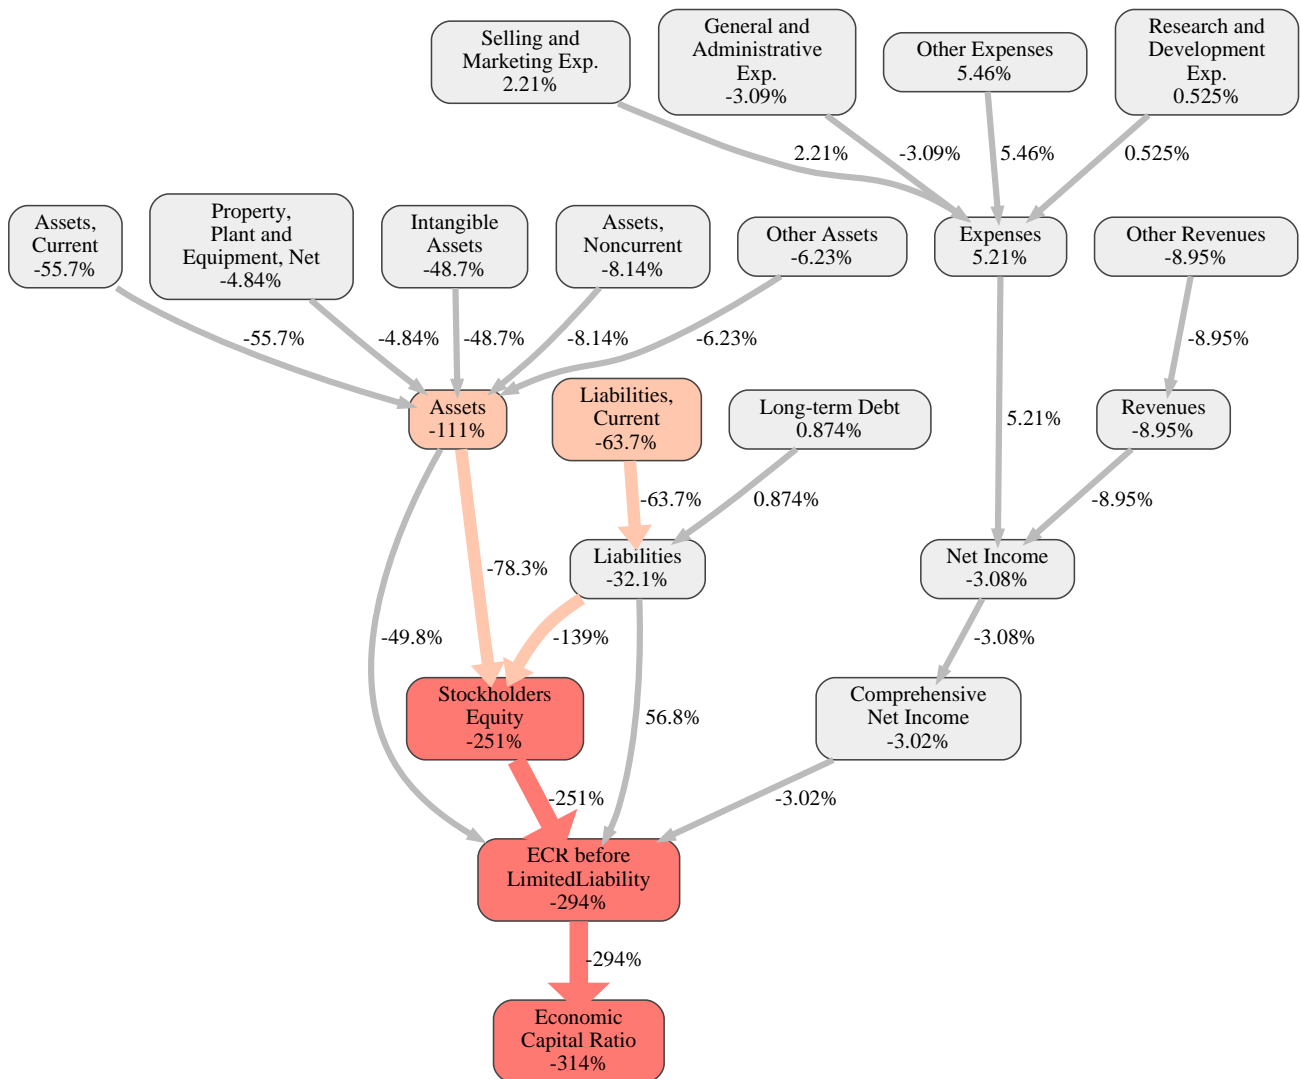 Selling and
Marketing Exp.
2.21%
General and
Administrative
Exp.
-3.09%
Other Expenses
5.46%
Research and
Development
Exp.
0.525%
2.21%
-3.09%
5.46%
0.525%
Assets,
Current
-55.7%
Property,
Plant and
Equipment, Net
-4.84%
Intangible
Assets
-48.7%
Assets,
Noncurrent
-8.14%
Other Assets
-6.23%
Expenses
5.21%
Other Revenues
-8.95%
-55.7%
-4.84%
-48.7%
-8.14%
-6.23%
-8.95%
Assets
-111%
Liabilities,
Current
-63.7%
Long-term Debt
0.874%
5.21%
Revenues
-8.95%
-63.7%
0.874%
-8.95%
-78.3%
Liabilities
-32.1%
Net Income
-3.08%
-49.8%
-139%
-3.08%
Stockholders
Equity
-251%
56.8%
Comprehensive
Net Income
-3.02%
-251%
-3.02%
ECR before
LimitedLiability
-294%
-294%
Economic
Capital Ratio
-314%